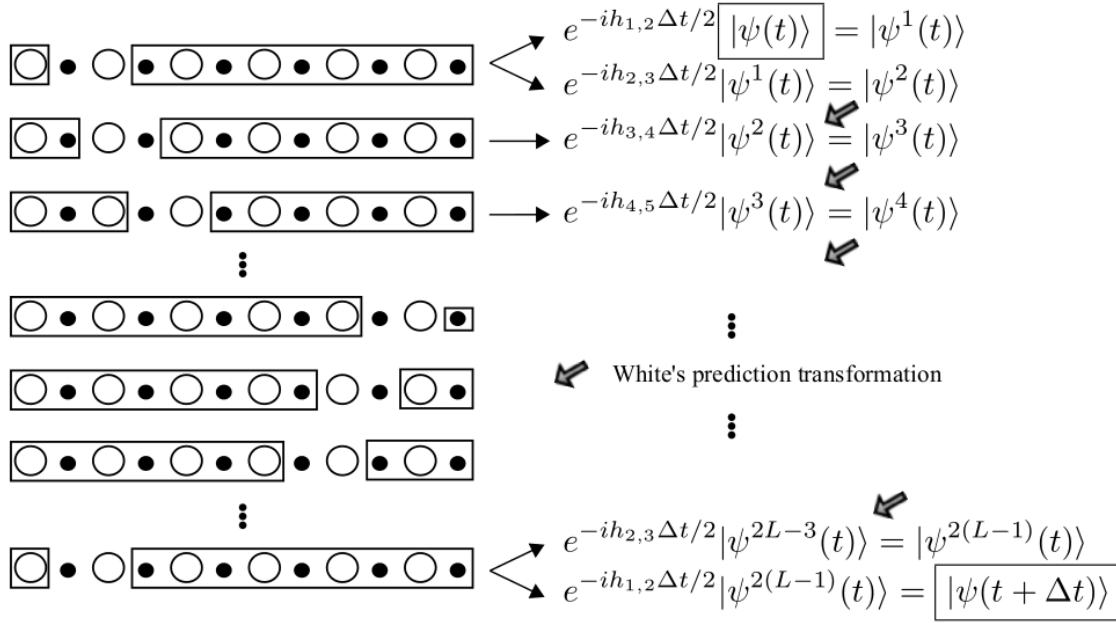 e^{-ih_{1,2}Δt/2}|ψ(t)⟩ = |ψ^1(t)⟩
e^{-ih_{2,3}Δt/2}|ψ^1(t)⟩ = |ψ^2(t)⟩
e^{-ih_{3,4}Δt/2}|ψ^2(t)⟩ = |ψ^3(t)⟩
e^{-ih_{4,5}Δt/2}|ψ^3(t)⟩ = |ψ^4(t)⟩
White's prediction transformation
e^{-ih_{2,3}Δt/2}|ψ^{2L-3}(t)⟩ = |ψ^{2(L-1)}(t)⟩
e^{-ih_{1,2}Δt/2}|ψ^{2(L-1)}(t)⟩ = |ψ(t + Δt)⟩